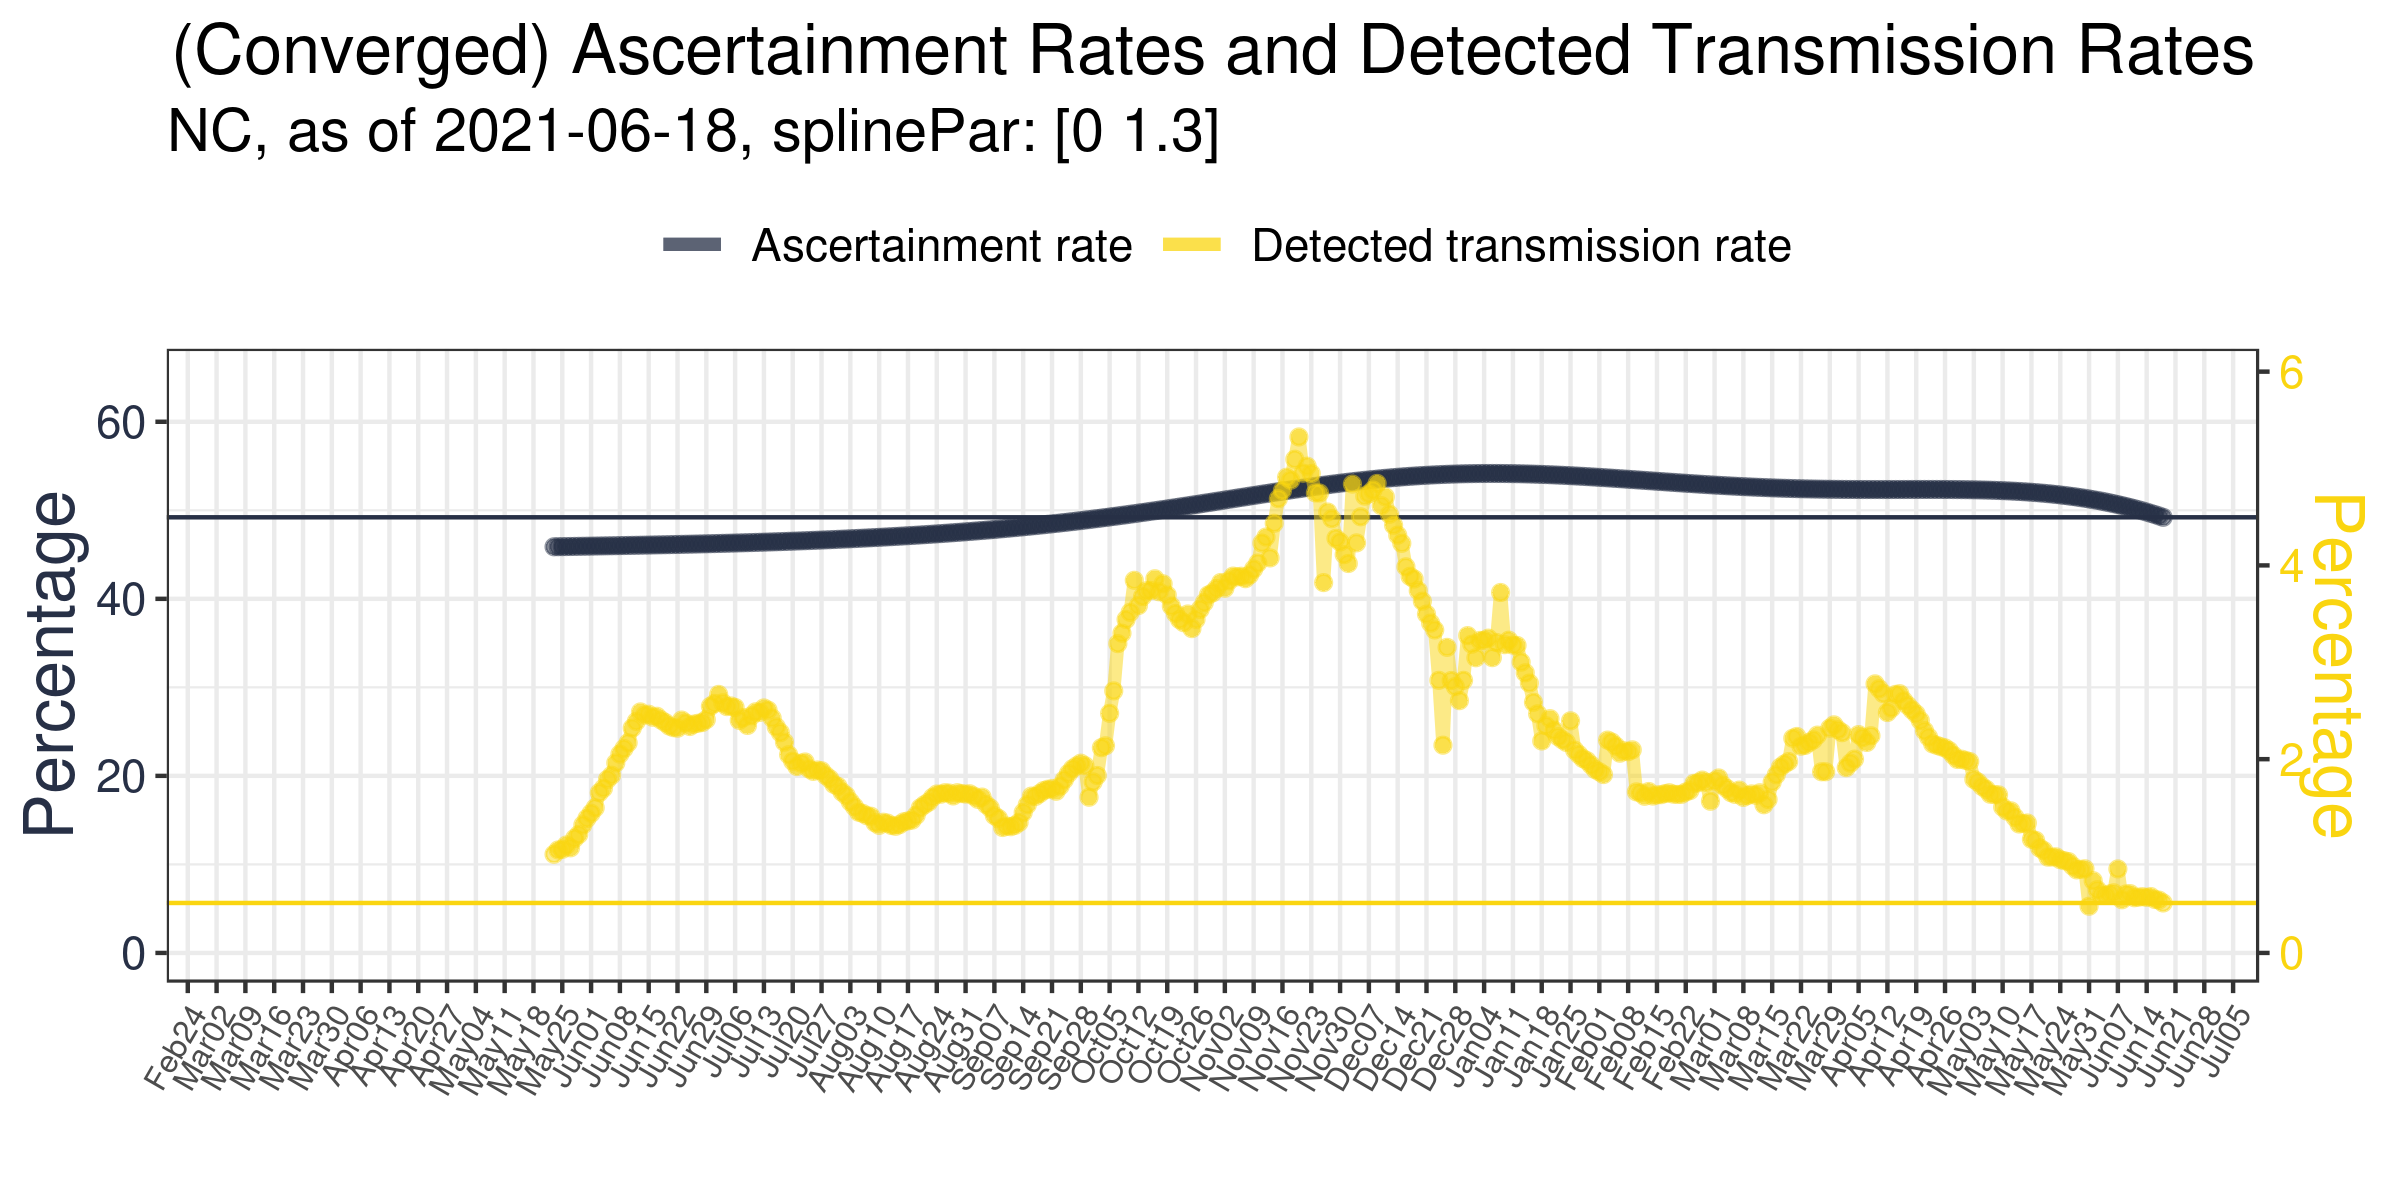 (Converged) Ascertainment Rates and Detected Transmission Rates
NC, as of 2021-06-18, splinePar: [0 1.3]
Ascertainment rate Detected transmission rate
Percentage
60
40
20
0
6
4
2
0
Percentage
Feb24
Mar02
Mar09
Mar16
Mar23
Mar30
Apr06
Apr13
Apr20
Apr27
May04
May11
May18
May25
Jun01
Jun08
Jun15
Jun22
Jun29
Jul06
Jul13
Jul20
Jul27
Aug03
Aug10
Aug17
Aug24
Aug31
Sep07
Sep14
Sep21
Sep28
Oct05
Oct12
Oct19
Oct26
Nov02
Nov09
Nov16
Nov23
Nov30
Dec07
Dec14
Dec21
Dec28
Jan04
Jan11
Jan18
Jan25
Feb01
Feb08
Feb15
Feb22
Mar01
Mar08
Mar15
Mar22
Mar29
Apr05
Apr12
Apr19
Apr26
May03
May10
May17
May24
May31
Jun07
Jun14
Jun21
Jun28
Jul05